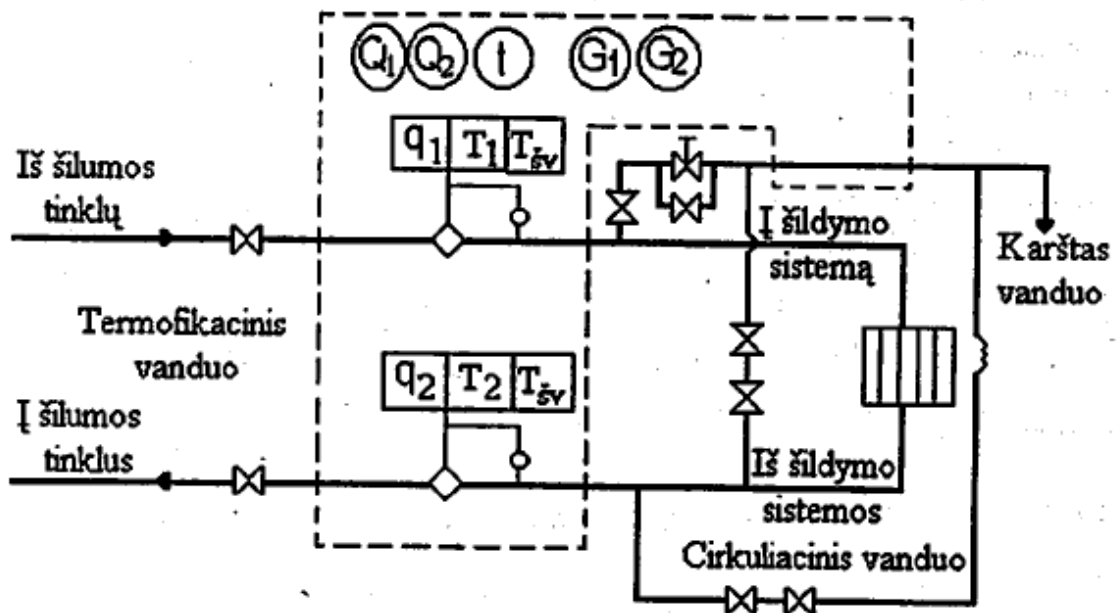 Q1 Q2 t G1 G2
q1 T1 Tšv
Iš šilumos
tinklų
Į šildymo
sistemą
Karštas
vanduo
Termofikacinis
vanduo
q2 T2 Tšv
Į šilumos
tinklus
Iš šildymo
sistemos
Cirkuliacinis vanduo